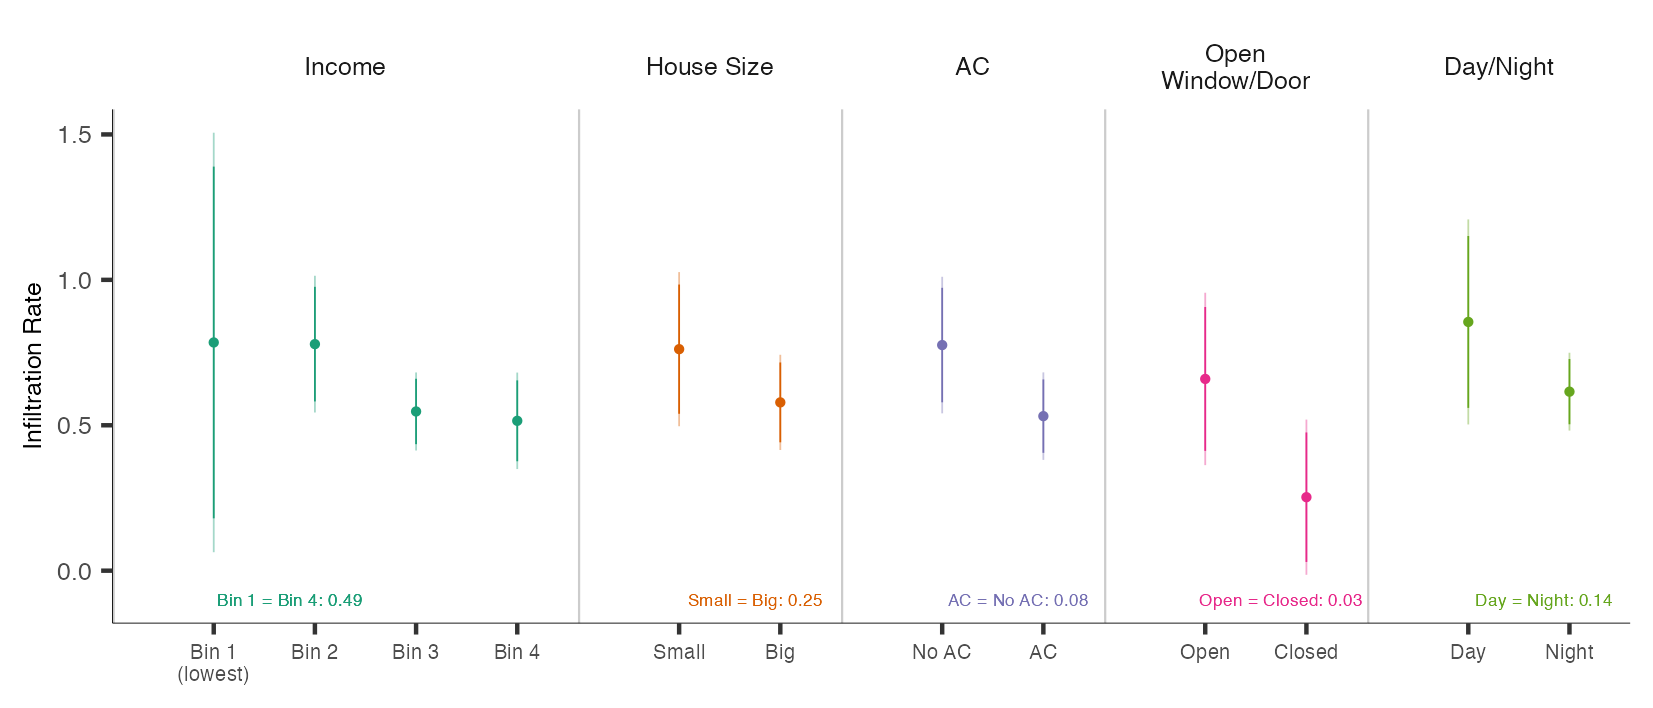 Income
House Size
AC
Open
Window/Door
Day/Night
Infiltration Rate
1.5
1.0
0.5
0.0
Bin 1 = Bin 4: 0.49
Small = Big: 0.25
AC = No AC: 0.08
Open = Closed: 0.03
Day = Night: 0.14
Bin 1
(lowest)
Bin 2
Bin 3
Bin 4
Small
Big
No AC
AC
Open
Closed
Day
Night